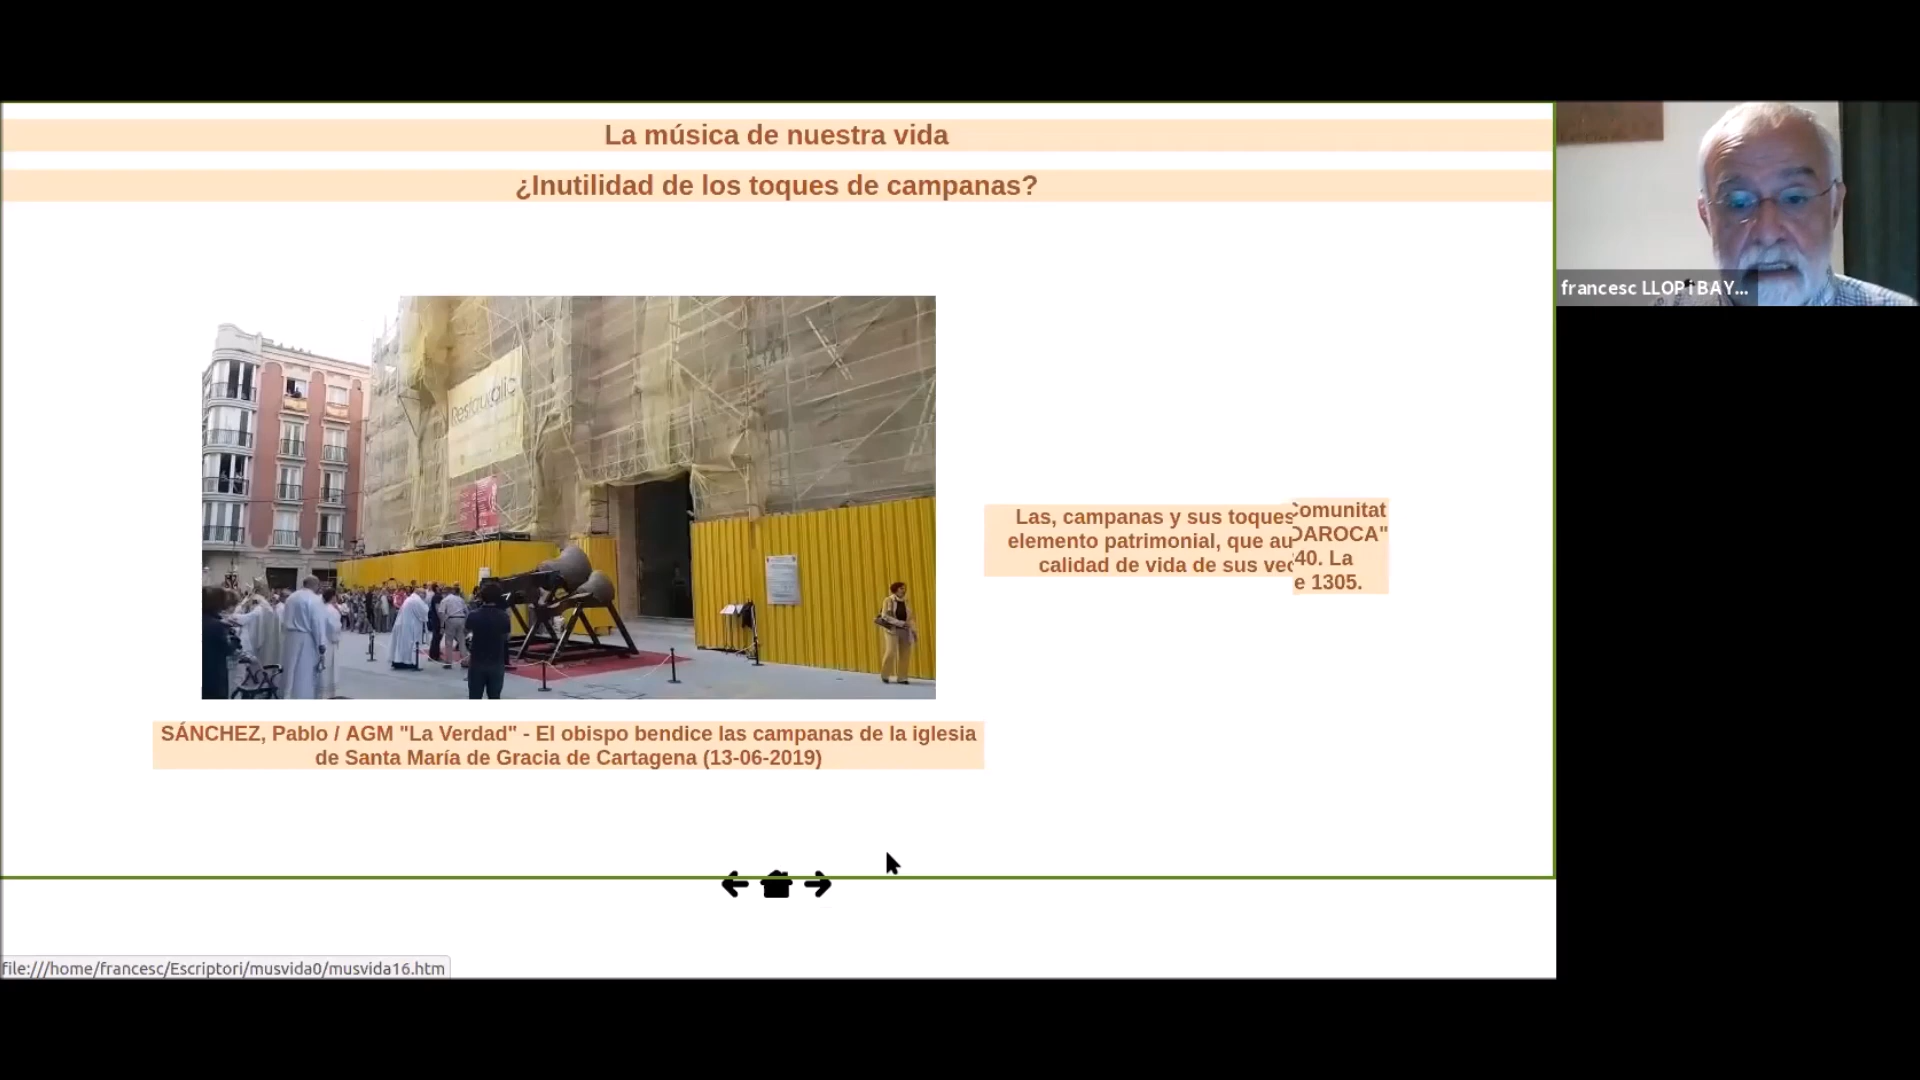 La música de nuestra vida
¿Inutilidad de los toques de campanas?
francesc LLOP i BAY...
Las, campanas y sus toques
elemento patrimonial, que
calidad de vida de sus
Comunitat
DAROCA"
40. La
e 1305.
SÁNCHEZ, Pablo / AGM "La Verdad" - El obispo bendice las campanas de la iglesia
de Santa María de Gracia de Cartagena (13-06-2019)
file:///home/francesc/Escriptori/musvida0/musvida16.htm